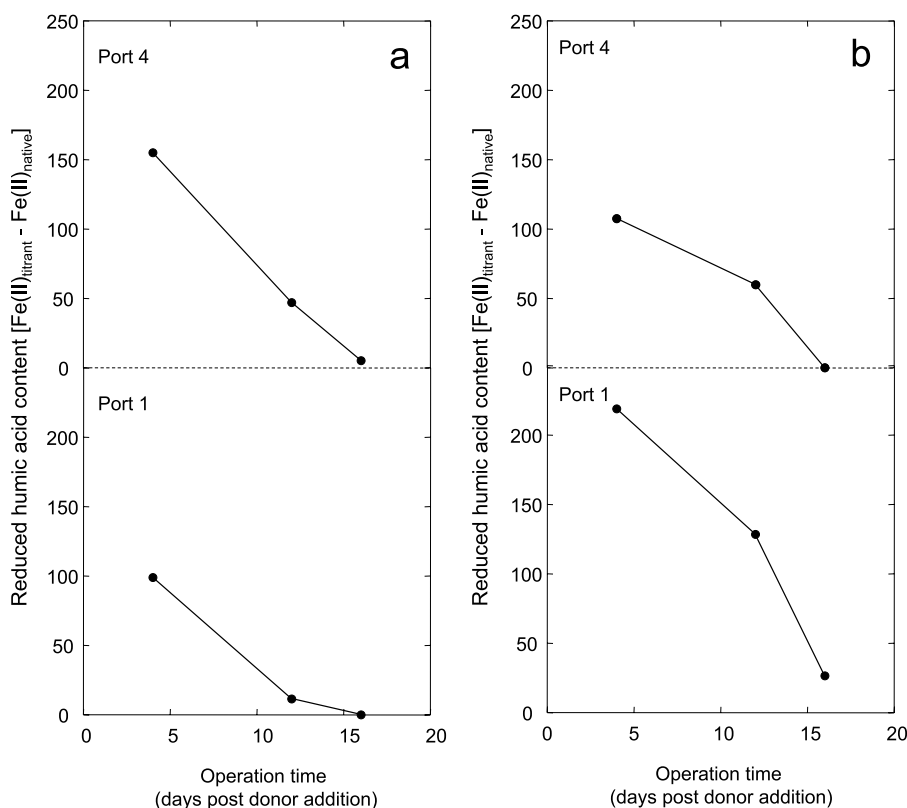 Reduced humic acid content [Fe(II)titrant - Fe(II)native]
250
200
150
100
50
0
200
150
100
50
0
Port 4
a
Port 1
0 5 10 15 20
Operation time
(days post donor addition)
Reduced humic acid content [Fe(II)titrant - Fe(II)native]
250
200
150
100
50
0
200
150
100
50
0
Port 4
b
Port 1
0 5 10 15 20
Operation time
(days post donor addition)